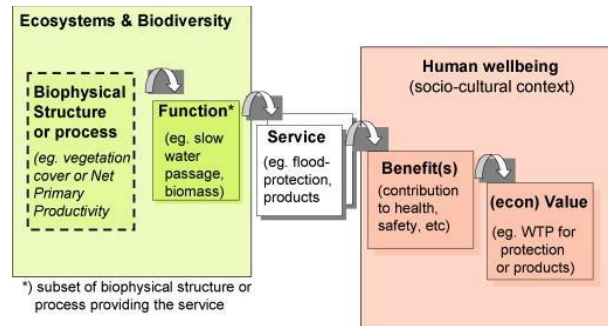 Ecosystems & Biodiversity
Biophysical
Structure
or process
(eg. vegetation
cover or Net
Primary
Productivity
Function*
(eg. slow
water
passage,
biomass)
Service
(eg. flood-
protection,
products
Human wellbeing
(socio-cultural context)
Benefit(s)
(contribution
to health,
safety, etc)
(econ) Value
(eg. WTP for
protection
or products)
*) subset of biophysical structure or
process providing the service